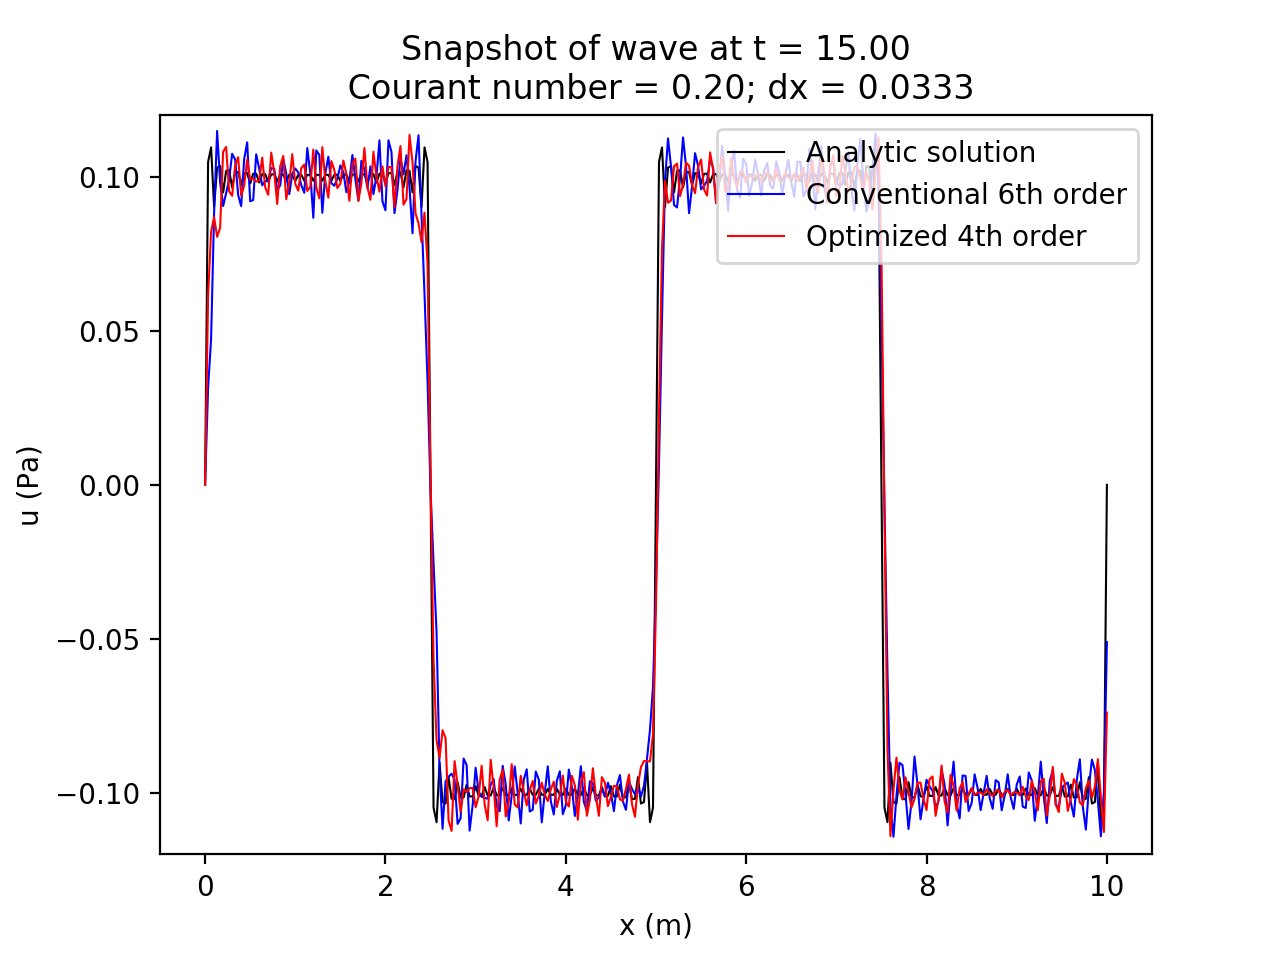 Snapshot of wave at t = 15.00
Courant number = 0.20; dx = 0.0333
Analytic solution
Conventional 6th order
Optimized 4th order
0.10
0.05
0.00
−0.05
−0.10
u (Pa)
0 2 4 6 8 10
x (m)